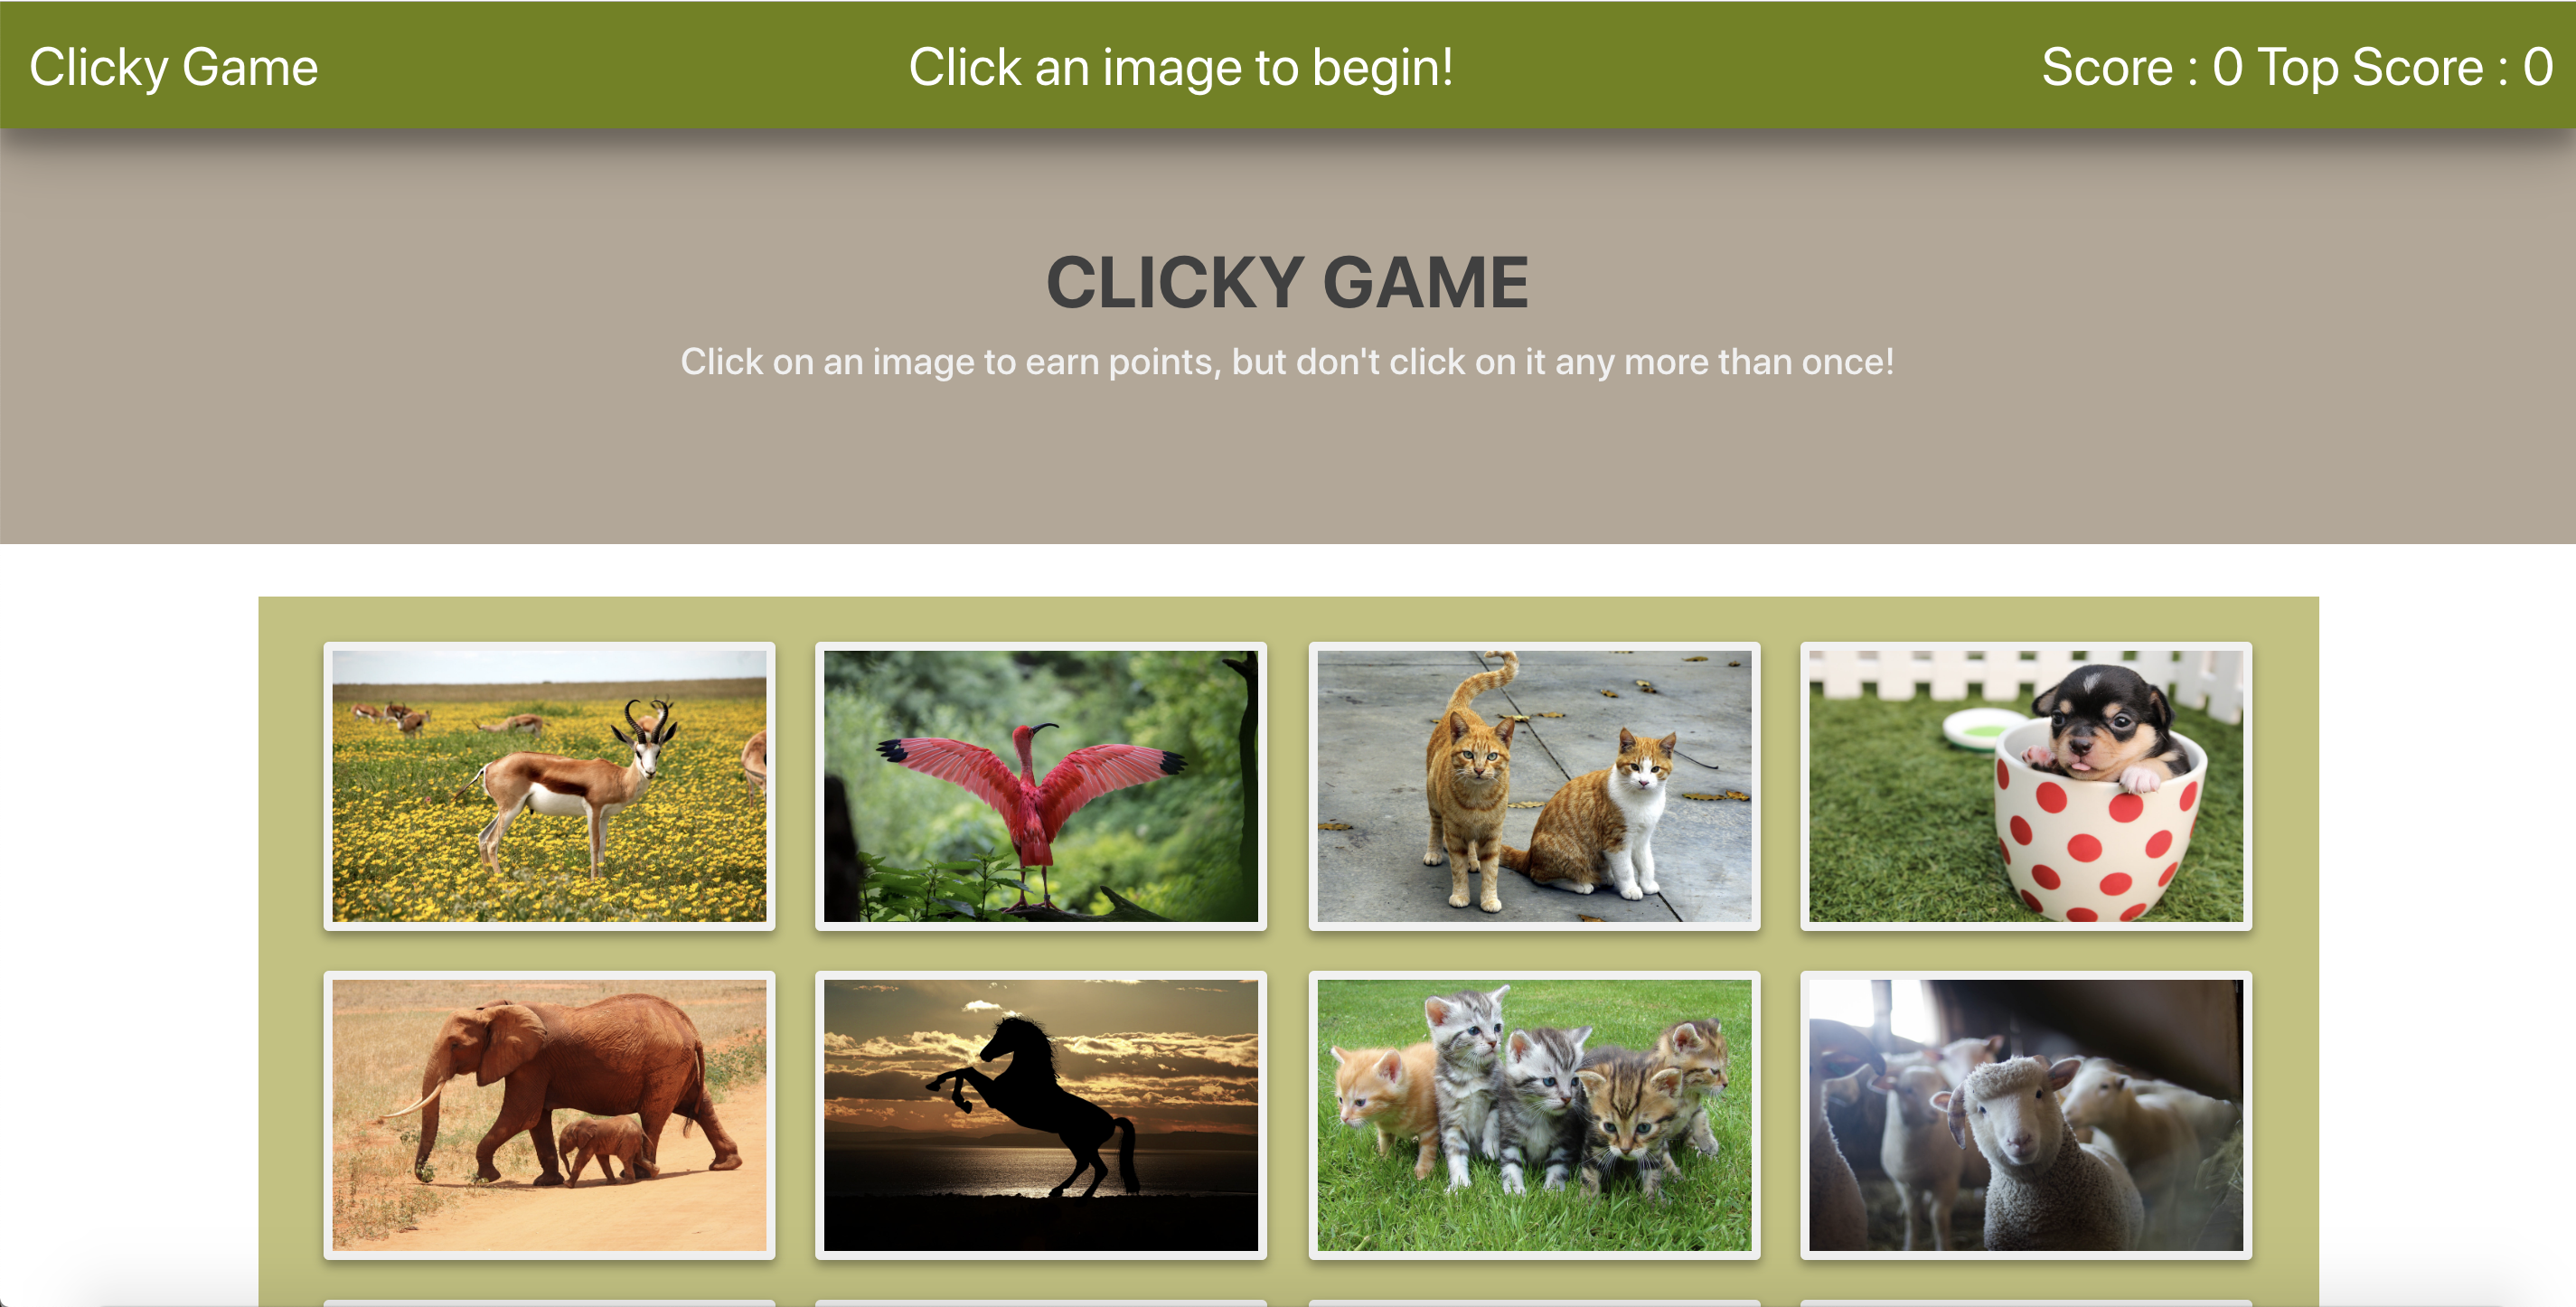 Clicky Game
Click an image to begin!
Score : 0 Top Score : 0
CLICKY GAME
Click on an image to earn points, but don't click on it any more than once!